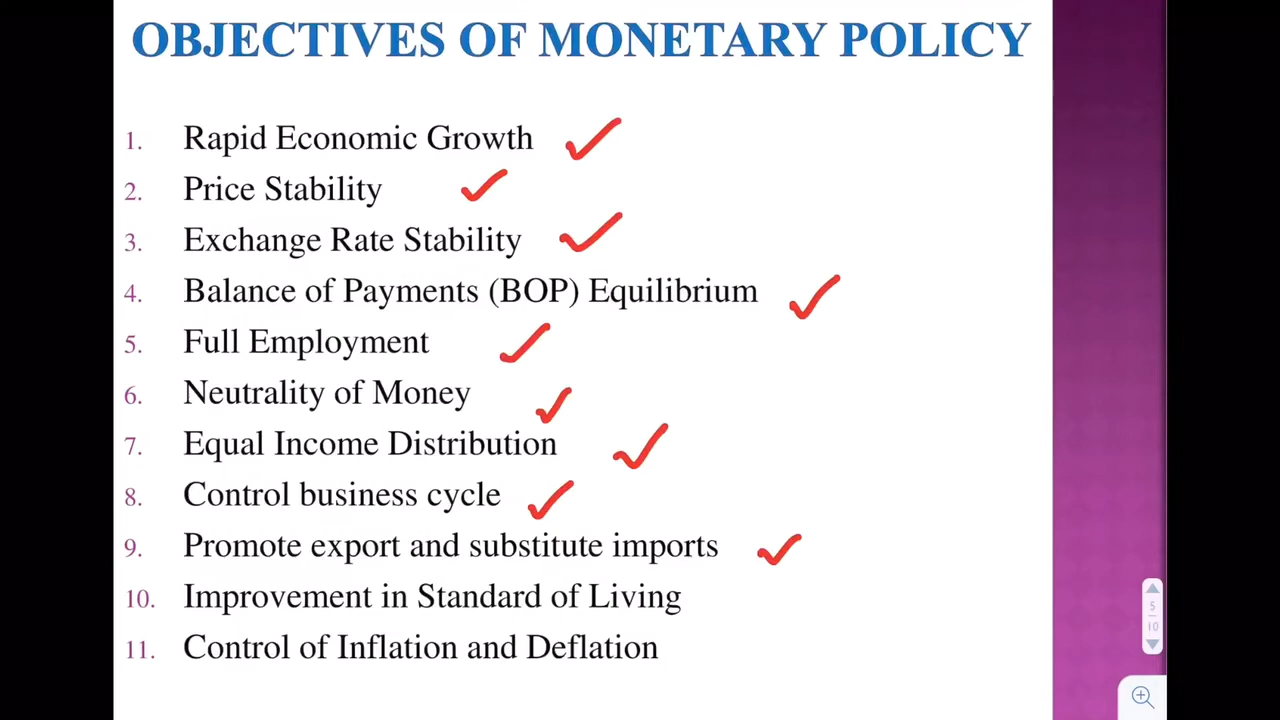 OBJECTIVES OF MONETARY POLICY
1. Rapid Economic Growth
2. Price Stability
3. Exchange Rate Stability
4. Balance of Payments (BOP) Equilibrium
5. Full Employment
6. Neutrality of Money
7. Equal Income Distribution
8. Control business cycle
9. Promote export and substitute imports
10. Improvement in Standard of Living
11. Control of Inflation and Deflation
5
10